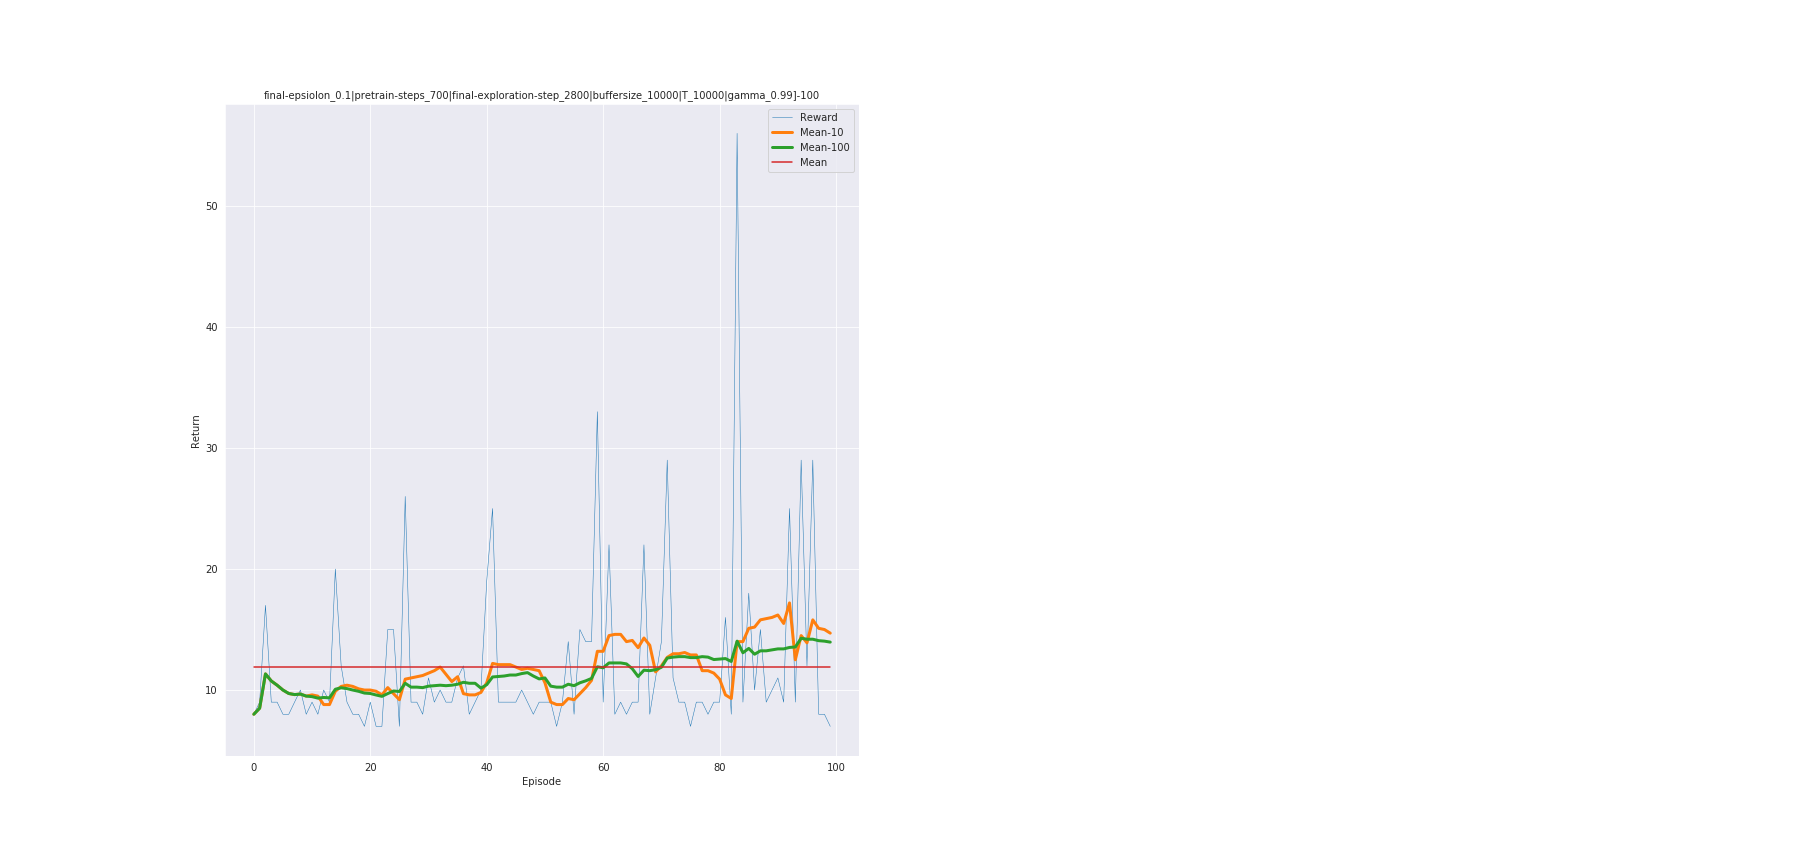 final-epsiolon_0.1|pretrain-steps_700|final-exploration-step_2800|buffersize_10000|T_10000|gamma_0.99]-100
Reward
Mean-10
Mean-100
Mean
50
40
30
20
10
Return
0 20 40 60 80 100
Episode